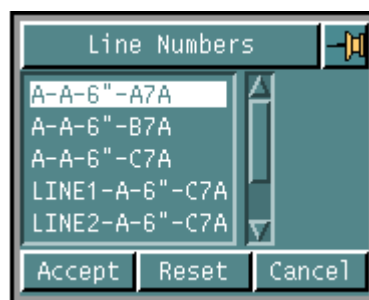 Line Numbers
A-A-6"-A7A
A-A-6"-B7A
A-A-6"-C7A
LINE1-A-6"-C7A
LINE2-A-6"-C7A
Accept Reset Cancel